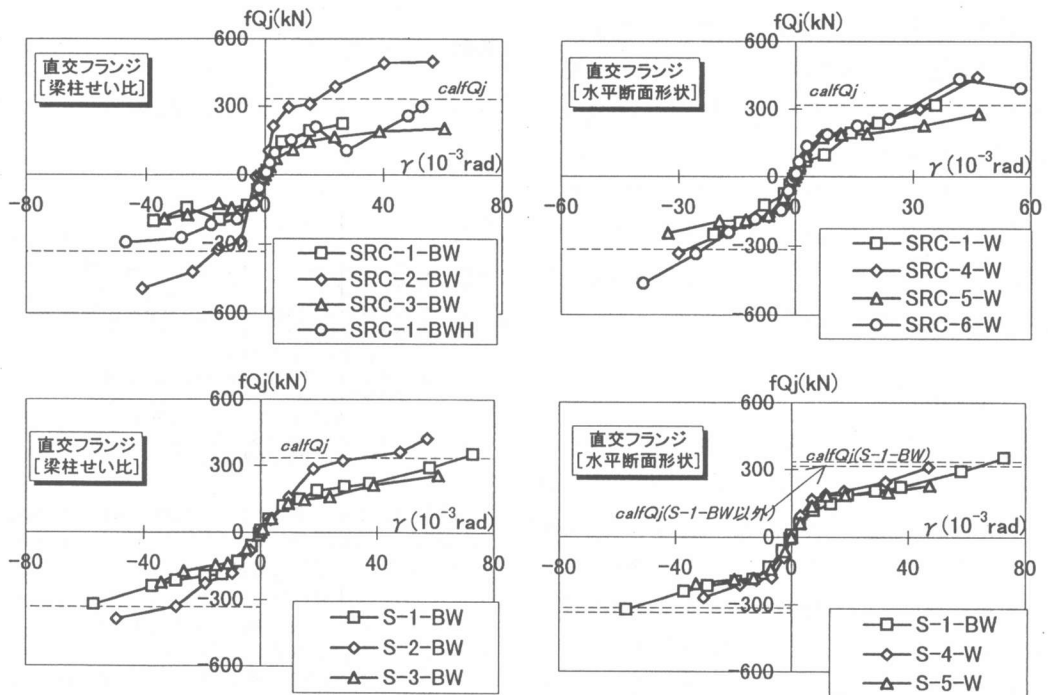 fQj(kN)
600
直交フランジ
[梁柱せい比]
calfQj
300
γ(10⁻³rad)
0
-80
-40
0
40
80
-300
-600
SRC-1-BW
SRC-2-BW
SRC-3-BW
SRC-1-BWH
fQj(kN)
600
直交フランジ
[水平断面形状]
calfQj
300
γ(10⁻³rad)
0
-60
-30
0
30
60
-300
-600
SRC-1-W
SRC-4-W
SRC-5-W
SRC-6-W
fQj(kN)
600
直交フランジ
[梁柱せい比]
calfQj
300
γ(10⁻³rad)
0
-80
-40
0
40
80
-300
-600
S-1-BW
S-2-BW
S-3-BW
fQj(kN)
600
直交フランジ
[水平断面形状]
calfQj(S-1-BW)
300
calfQj(S-1-BW以外)
γ(10⁻³rad)
0
-80
-40
0
40
80
-300
-600
S-1-BW
S-4-W
S-5-W